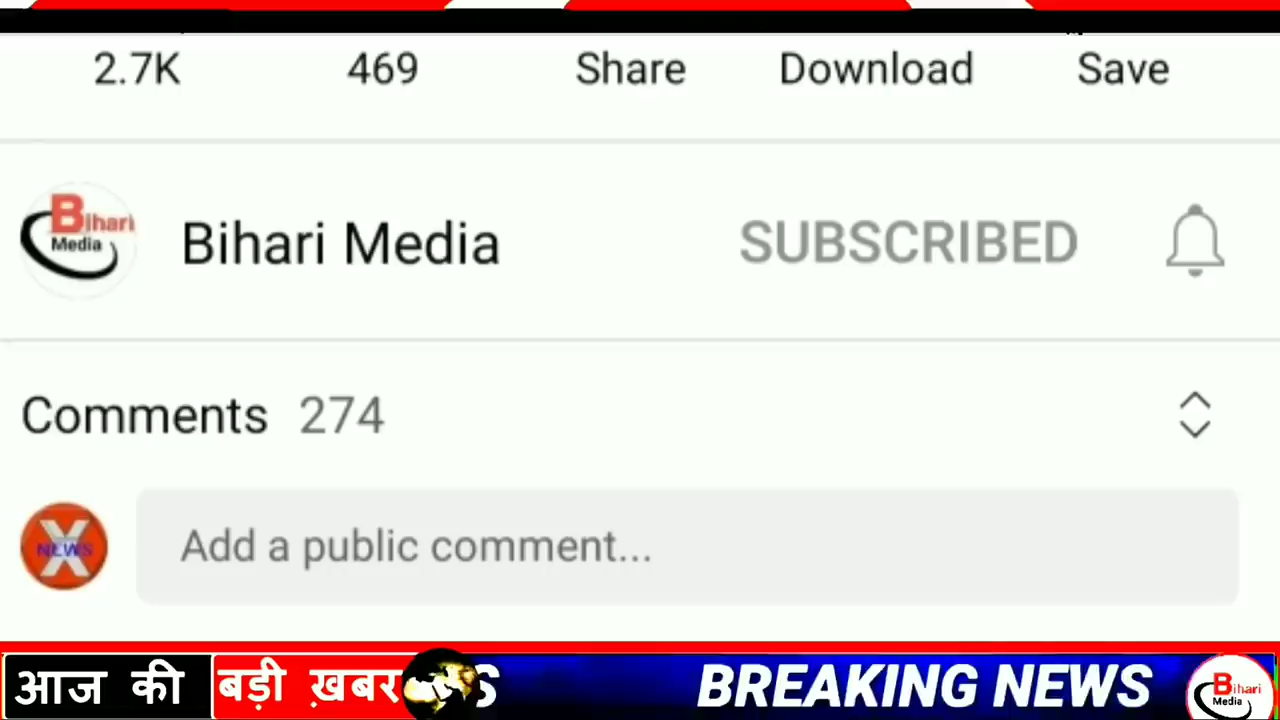 2.7K 469 Share Download Save
Bihari Media
Bihari Media SUBSCRIBED
Comments 274
X NEWS
Add a public comment...
आज की बड़ी ख़बर S BREAKING NEWS
Bihari Media